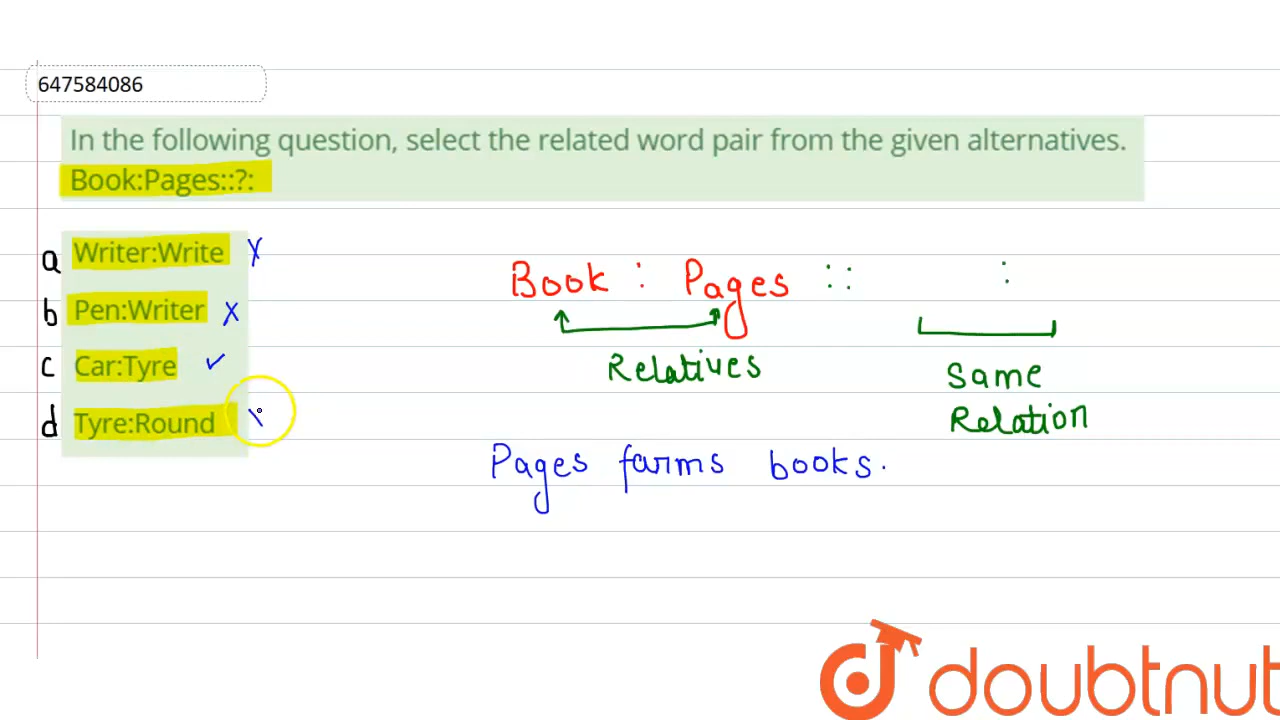 647584086
In the following question, select the related word pair from the given alternatives.
Book:Pages::?:
a Writer:Write X
b Pen:Writer X
c Car:Tyre ✓
d Tyre:Round
Book : Pages :: :
Relatives
Same
Relation
Pages farms books.
doubtnut